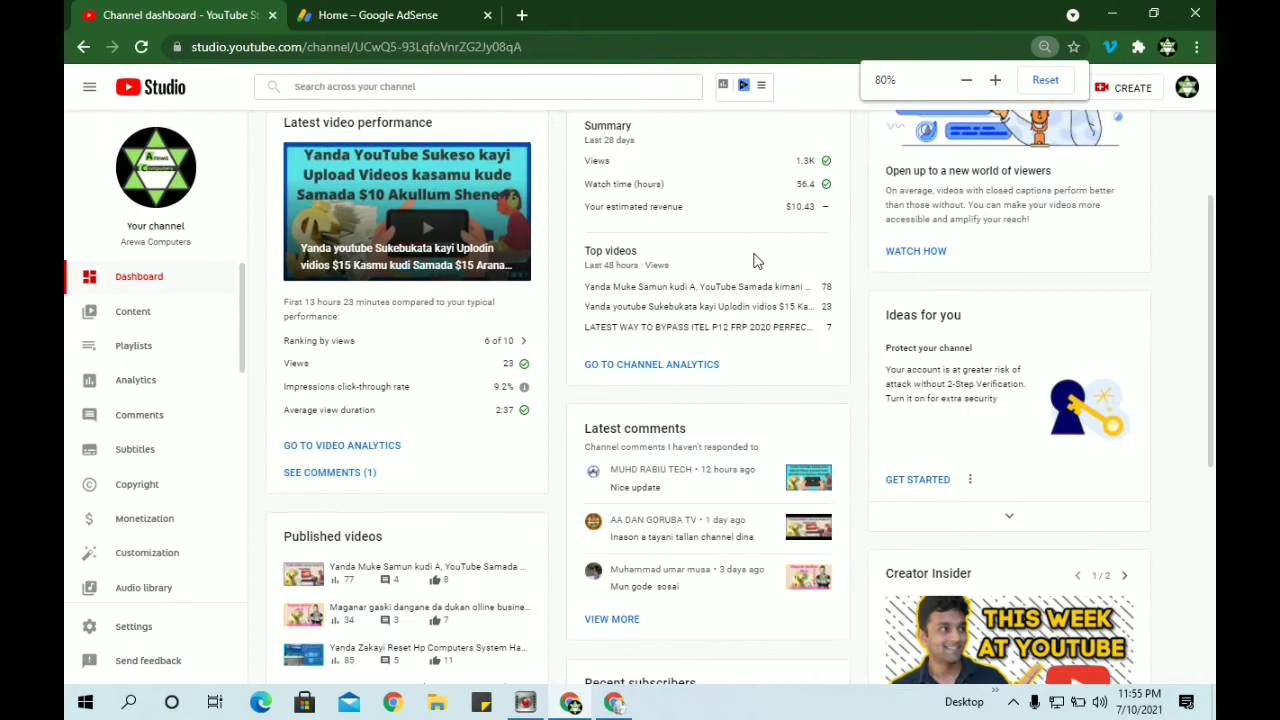 Channel dashboard - YouTube St
Home – Google AdSense
studio.youtube.com/channel/UCwQ5-93LqfoVnrZG2Jy08qA
Studio
Search across your channel
80%
Reset
CREATE
Arewa
Computers
Your channel
Arewa Computers
Dashboard
Content
Playlists
Analytics
Comments
Subtitles
Copyright
Monetization
Customization
Audio library
Settings
Send feedback
Latest video performance
Yanda YouTube Sukeso kayi
Upload Videos kasamu kude
Samada $10 Akullum Shene ?
Yanda youtube Sukebukata kayi Uplodin
vidios $15 Kasmu kudi Samada $15 Arana...
First 13 hours 23 minutes compared to your typical
performance:
Ranking by views 6 of 10
Views 23
Impressions click-through rate 9.2%
Average view duration 2:37
GO TO VIDEO ANALYTICS
SEE COMMENTS (1)
Published videos
Yanda Muke Samun kudi A, YouTube Samada ...
77 4 8
Maganar gaski dangane da dukan olline busine...
34 3 7
Yanda Zakayi Reset Hp Computers System Ha...
85 5 11
Summary
Last 28 days
Views 1.3K
Watch time (hours) 56.4
Your estimated revenue $10.43 –
Top videos
Last 48 hours · Views
Yanda Muke Samun kudi A, YouTube Samada kimani ... 78
Yanda youtube Sukebukata kayi Uplodin vidios $15 Ka... 23
LATEST WAY TO BYPASS ITEL P12 FRP 2020 PERFEC... 7
GO TO CHANNEL ANALYTICS
Latest comments
Channel comments I haven't responded to
MUHD RABIU TECH • 12 hours ago
Nice update
AA DAN GORUBA TV • 1 day ago
Inason a tayani tallan channel dina
Muhammad umar musa • 3 days ago
Mun gode sosai
VIEW MORE
Recent subscribers
Open up to a new world of viewers
On average, videos with closed captions perform better
than those without. You can make your videos more
accessible and amplify your reach!
WATCH HOW
Ideas for you
Protect your channel
Your account is at greater risk of
attack without 2-Step Verification.
Turn it on for extra security
GET STARTED
Creator Insider
1 / 2
THIS WEEK
AT YOUTUBE
Desktop
11:55 PM
7/10/2021